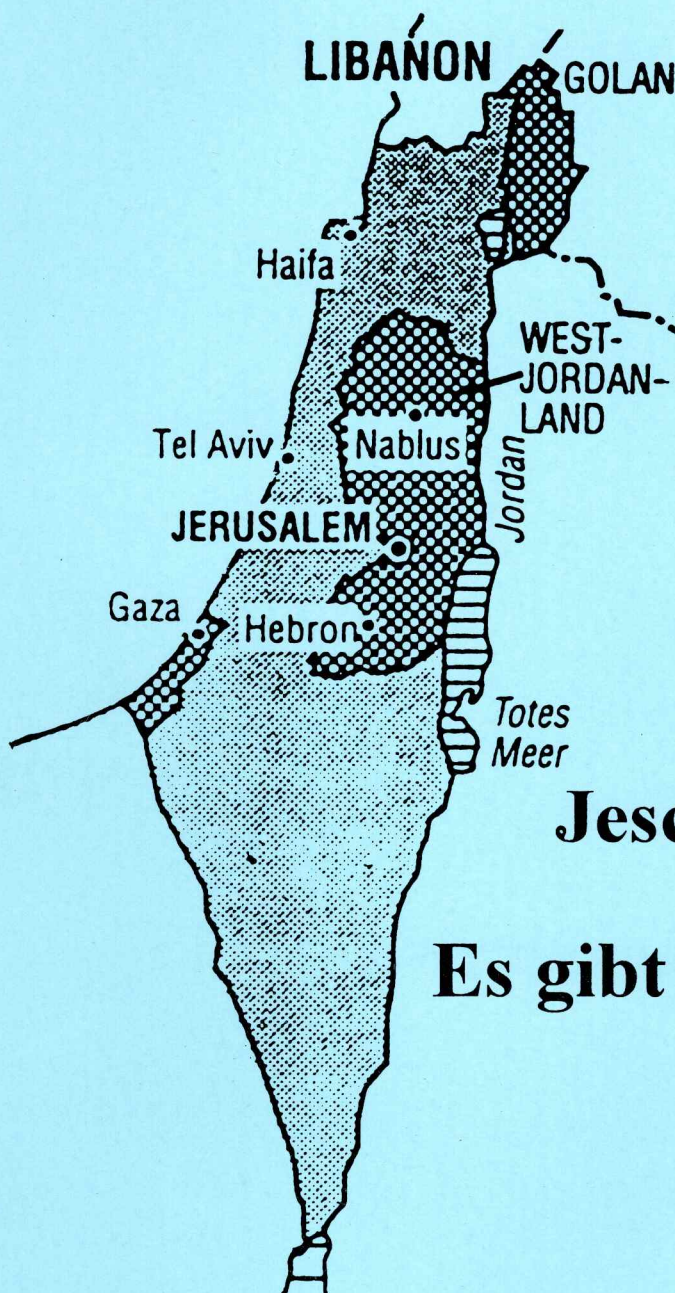 LIBANON
GOLAN
Haifa
WEST-
JORDAN-
LAND
Tel Aviv
Nablus
Jordan
JERUSALEM
Gaza
Hebron
Totes
Meer
Es gibt